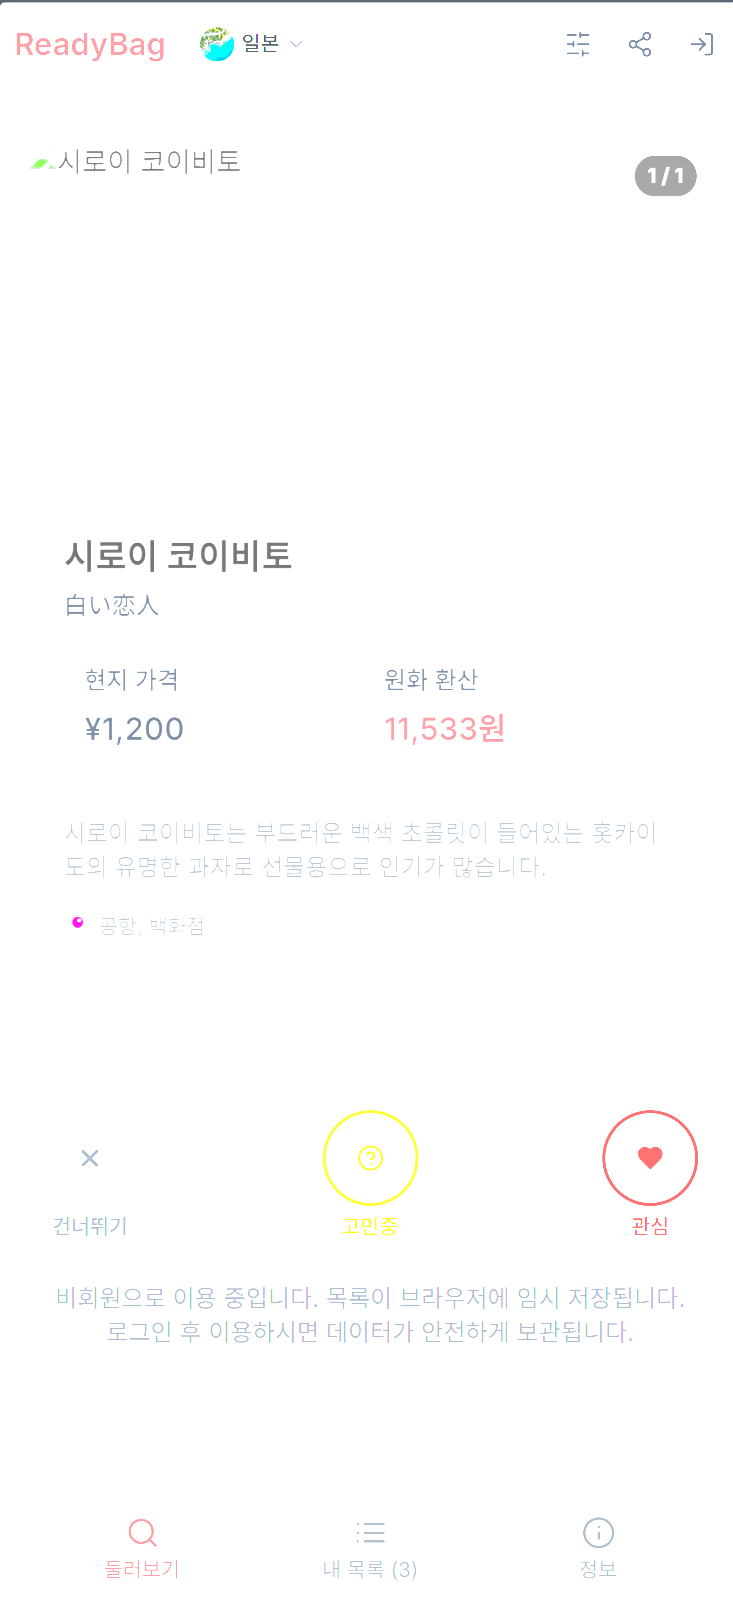 ReadyBag 일본
시로이 코이비토
1 / 1
시로이 코이비토
白い恋人
현지 가격 원화 환산
¥1,200 11,533원
시로이 코이비토는 부드러운 백색 초콜릿이 들어있는 홋카이
도의 유명한 과자로 선물용으로 인기가 많습니다.
공항, 백화점
건너뛰기 고민중 관심
비회원으로 이용 중입니다. 목록이 브라우저에 임시 저장됩니다.
로그인 후 이용하시면 데이터가 안전하게 보관됩니다.
둘러보기 내 목록 (3) 정보